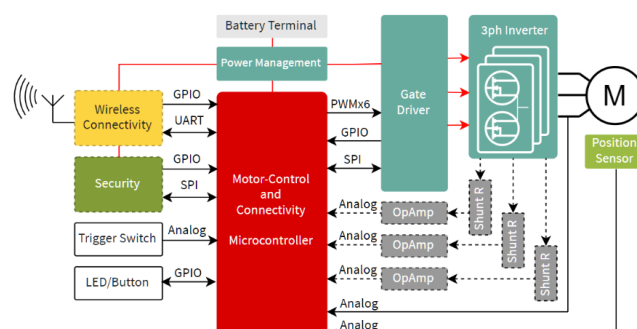 Battery Terminal
Power Management
3ph Inverter
Wireless
Connectivity
GPIO
UART
Security
GPIO
SPI
Trigger Switch
Analog
LED/Button
GPIO
Motor-Control
and
Connectivity
Microcontroller
PWMx6
GPIO
SPI
Gate
Driver
M
Position
Sensor
Analog
OpAmp
Shunt R
Analog
OpAmp
Shunt R
Analog
OpAmp
Shunt R
Analog
Analog